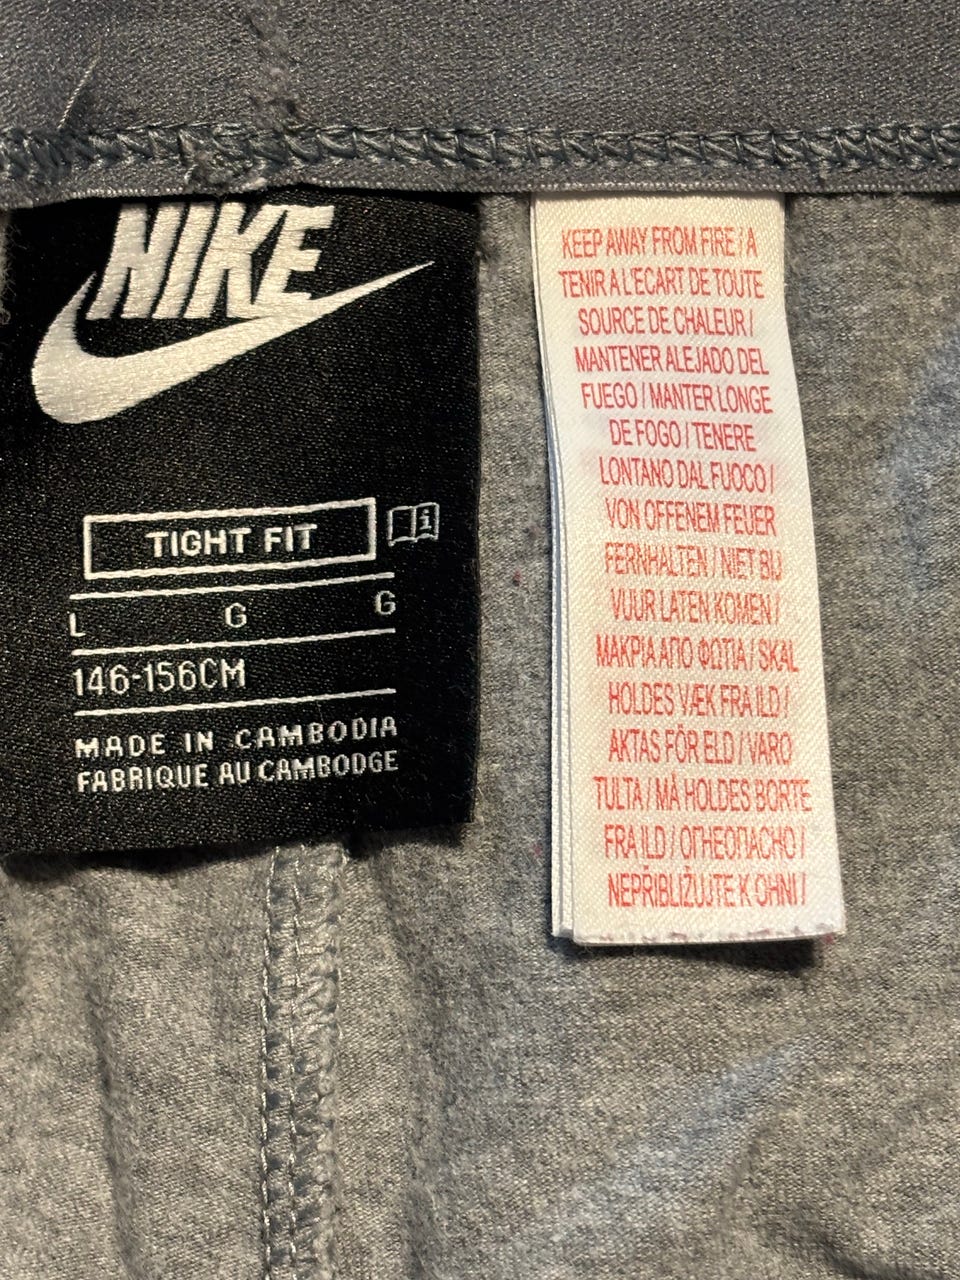 NIKE
TIGHT FIT
L G G
146-156CM
MADE IN CAMBODIA
FABRIQUE AU CAMBODGE
KEEP AWAY FROM FIRE / A
TENIR A L'ECART DE TOUTE
SOURCE DE CHALEUR /
MANTENER ALEJADO DEL
FUEGO / MANTER LONGE
DE FOGO / TENERE
LONTANO DAL FUOCO /
VON OFFENEM FEUER
FERNHALTEN / NIET BIJ
VUUR LATEN KOMEN /
ΜΑΚΡΙΑ ΑΠΟ ΦΩΤΙΑ / SKAL
HOLDES VÆK FRA ILD /
AKTAS FÖR ELD / VARO
TULTA / MÅ HOLDES BORTE
FRA ILD / ОГНЕОПАСНО /
NEPŘIBLIŽUJTE K OHNI /